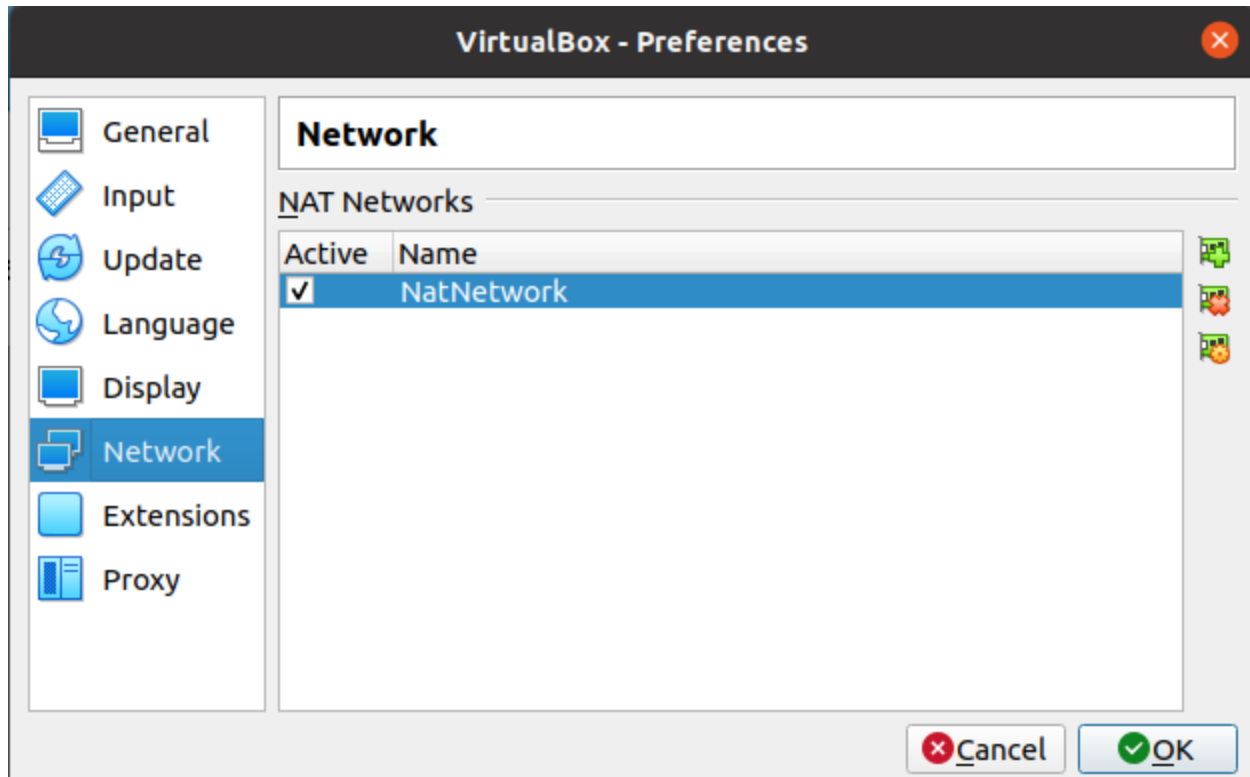 VirtualBox - Preferences
General
Input
Update
Language
Display
Network
Extensions
Proxy
Network
NAT Networks
Active Name
NatNetwork
Cancel OK